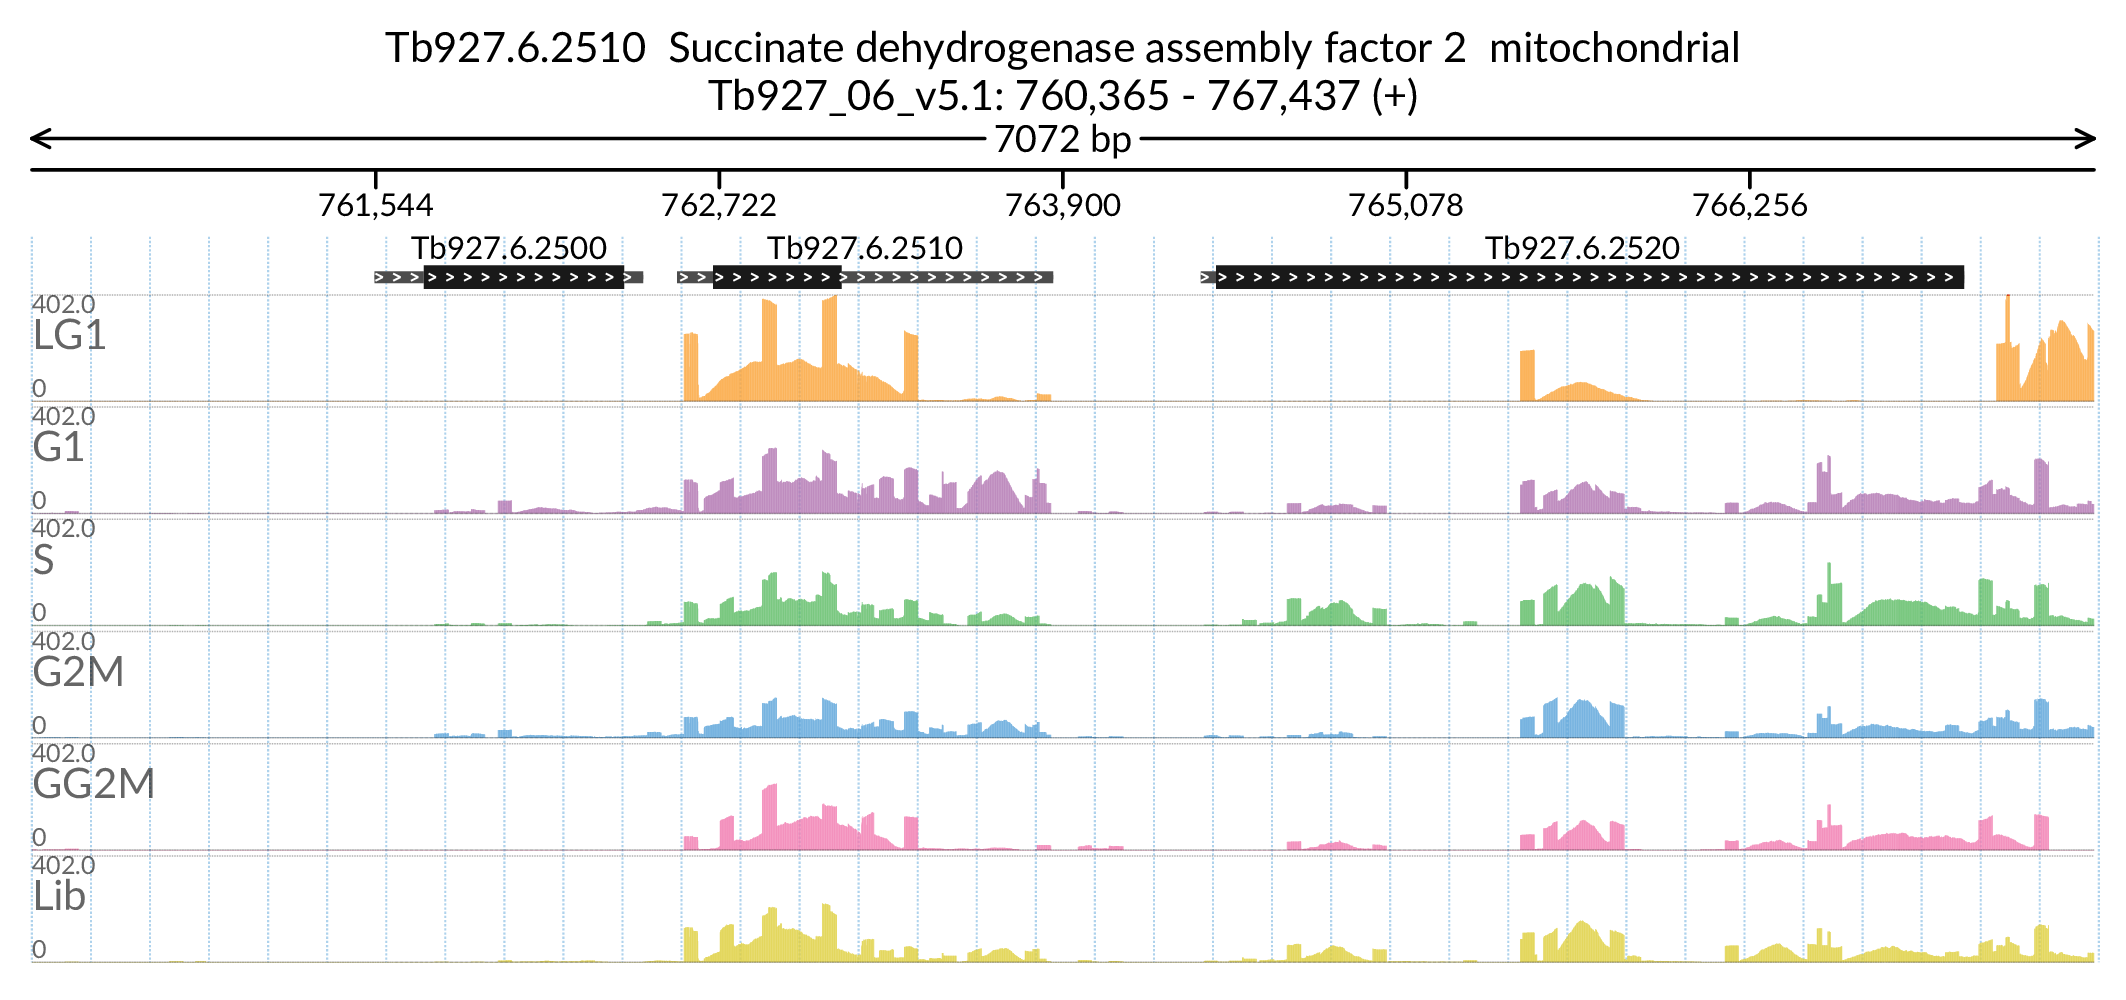 Tb927.6.2510  Succinate dehydrogenase assembly factor 2  mitochondrial
Tb927_06_v5.1: 760,365 - 767,437 (+)
7072 bp
761,544 762,722 763,900 765,078 766,256
Tb927.6.2500 Tb927.6.2510 Tb927.6.2520
402.0
LG1
0
402.0
G1
0
402.0
S
0
402.0
G2M
0
402.0
GG2M
0
402.0
Lib
0